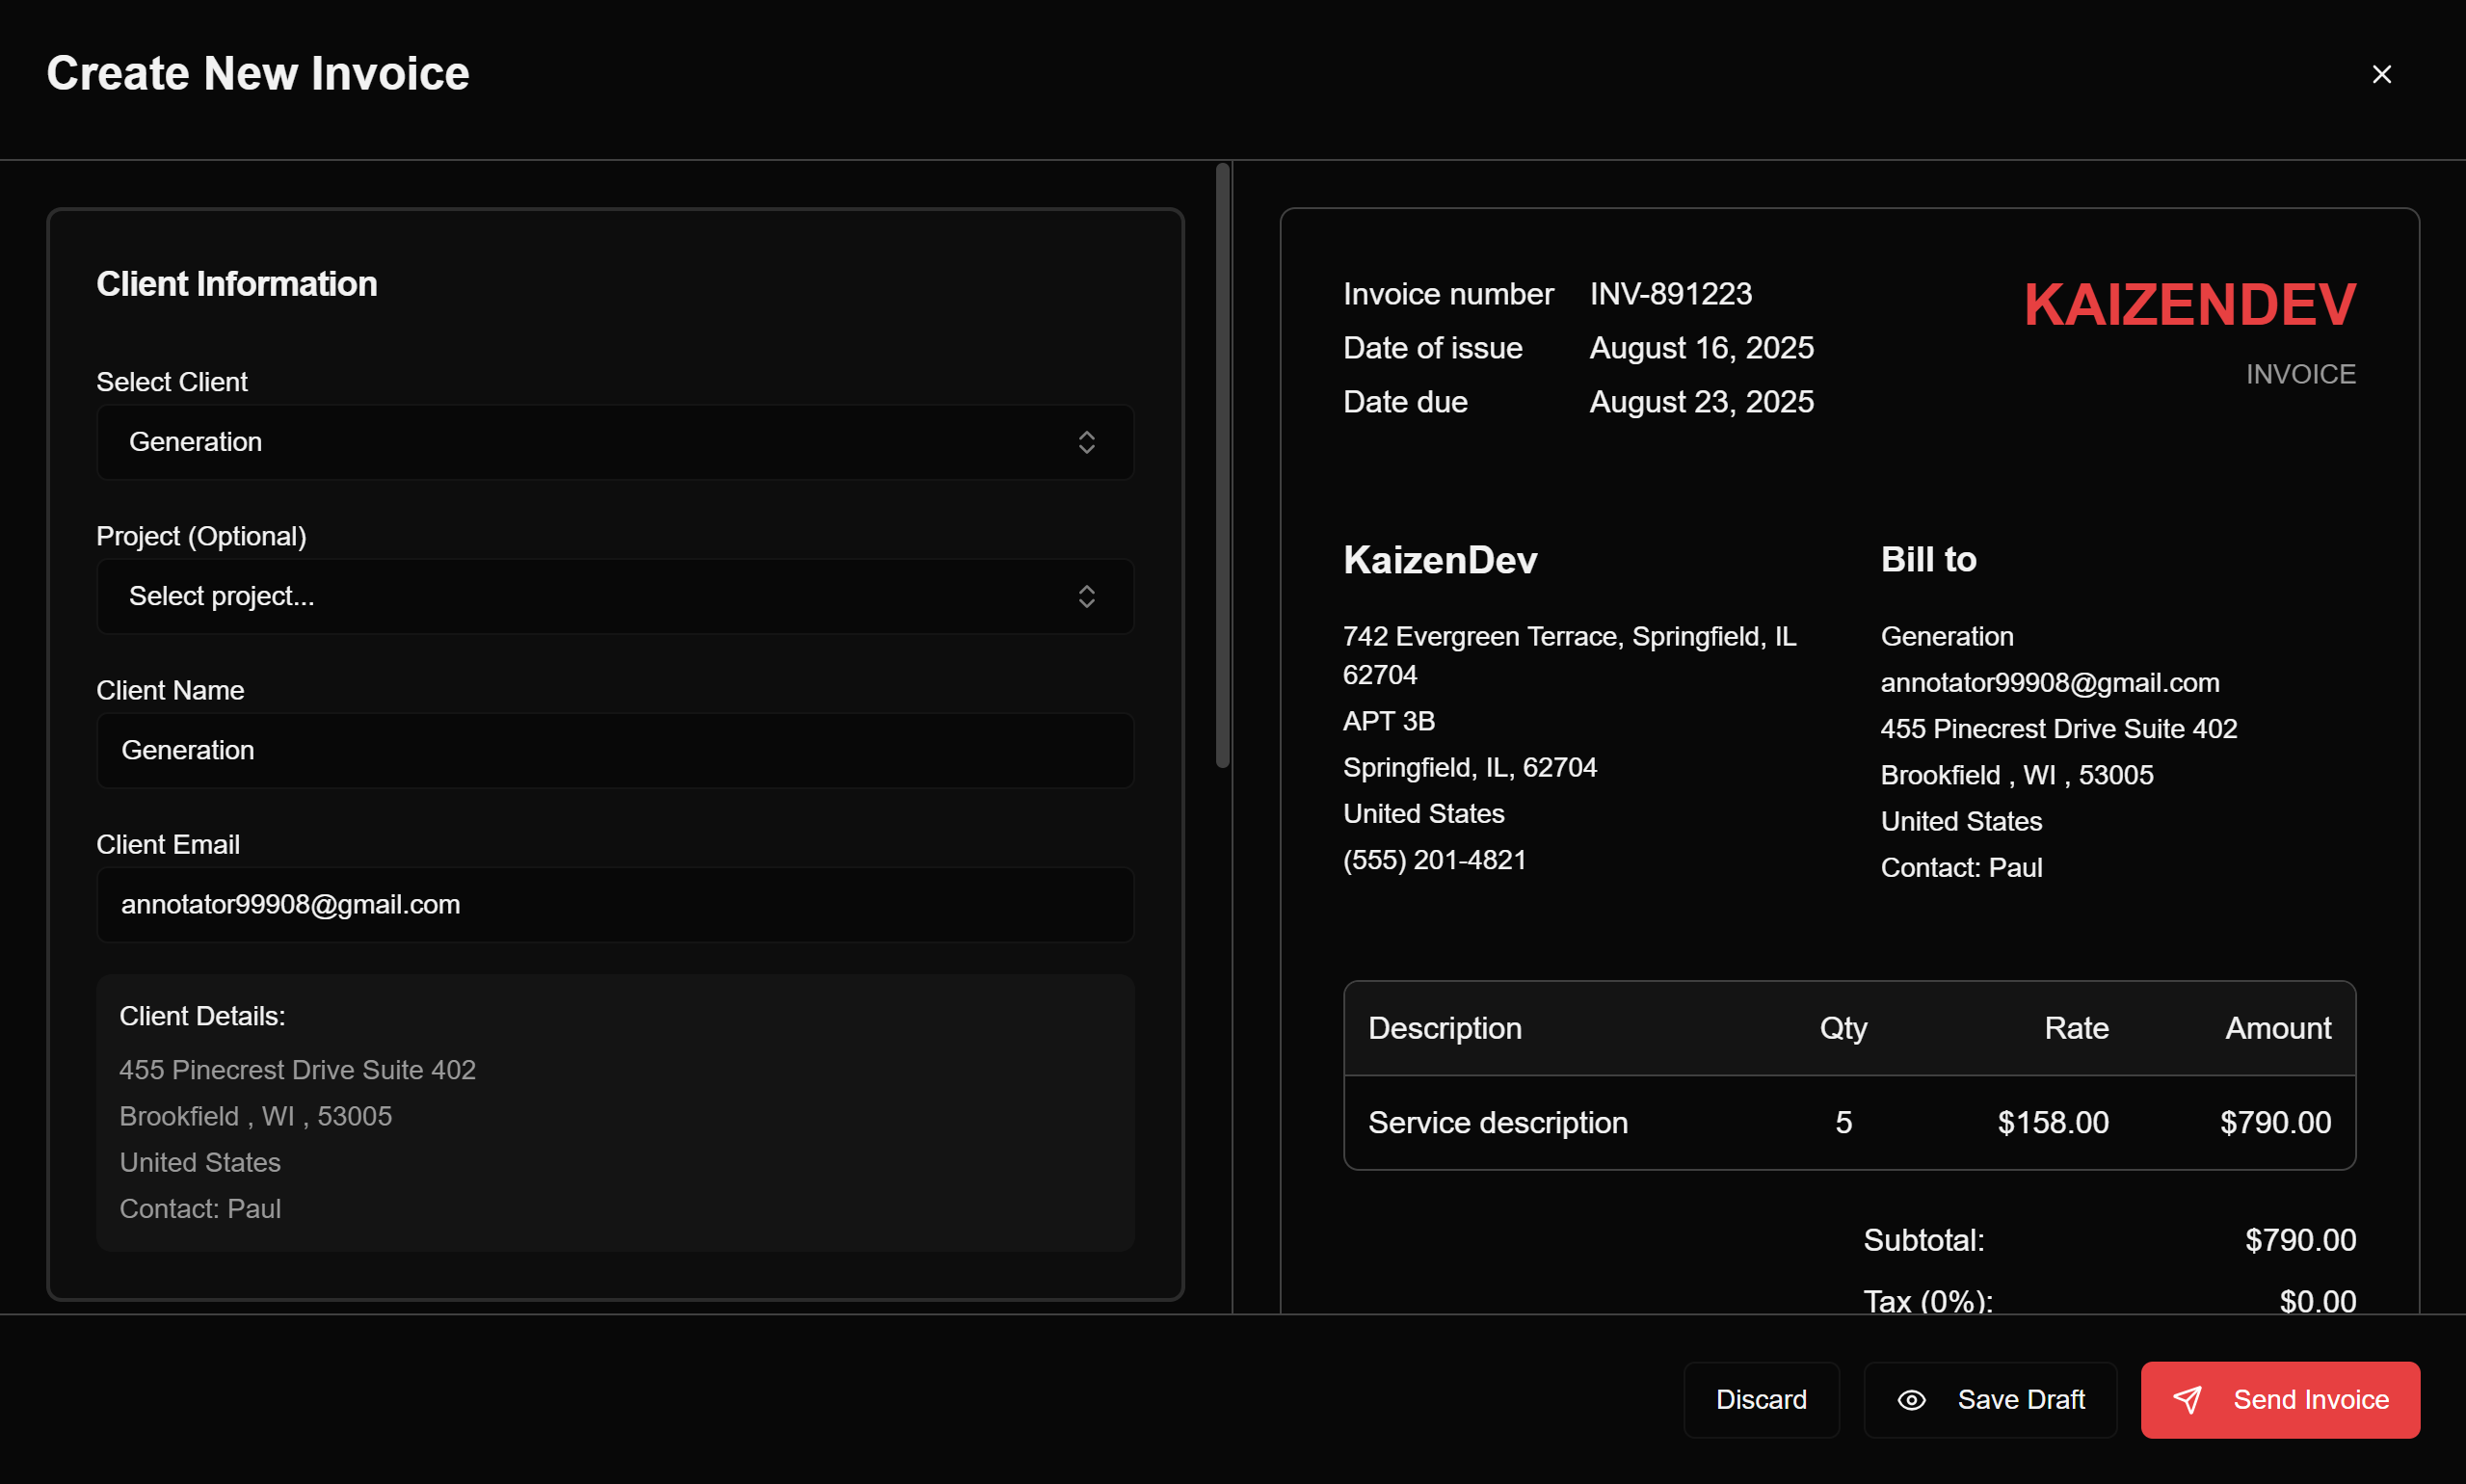 Create New Invoice
Client Information
Select Client
Generation
Project (Optional)
Select project...
Client Name
Generation
Client Email
annotator99908@gmail.com
Client Details:
455 Pinecrest Drive Suite 402
Brookfield , WI , 53005
United States
Contact: Paul
Invoice number INV-891223
Date of issue August 16, 2025
Date due August 23, 2025
KAIZENDEV
INVOICE
KaizenDev
742 Evergreen Terrace, Springfield, IL
62704
APT 3B
Springfield, IL, 62704
United States
(555) 201-4821
Bill to
Generation
annotator99908@gmail.com
455 Pinecrest Drive Suite 402
Brookfield , WI , 53005
United States
Contact: Paul
Description Qty Rate Amount
Service description 5 $158.00 $790.00
Subtotal: $790.00
Tax (0%): $0.00
Discard
Save Draft
Send Invoice